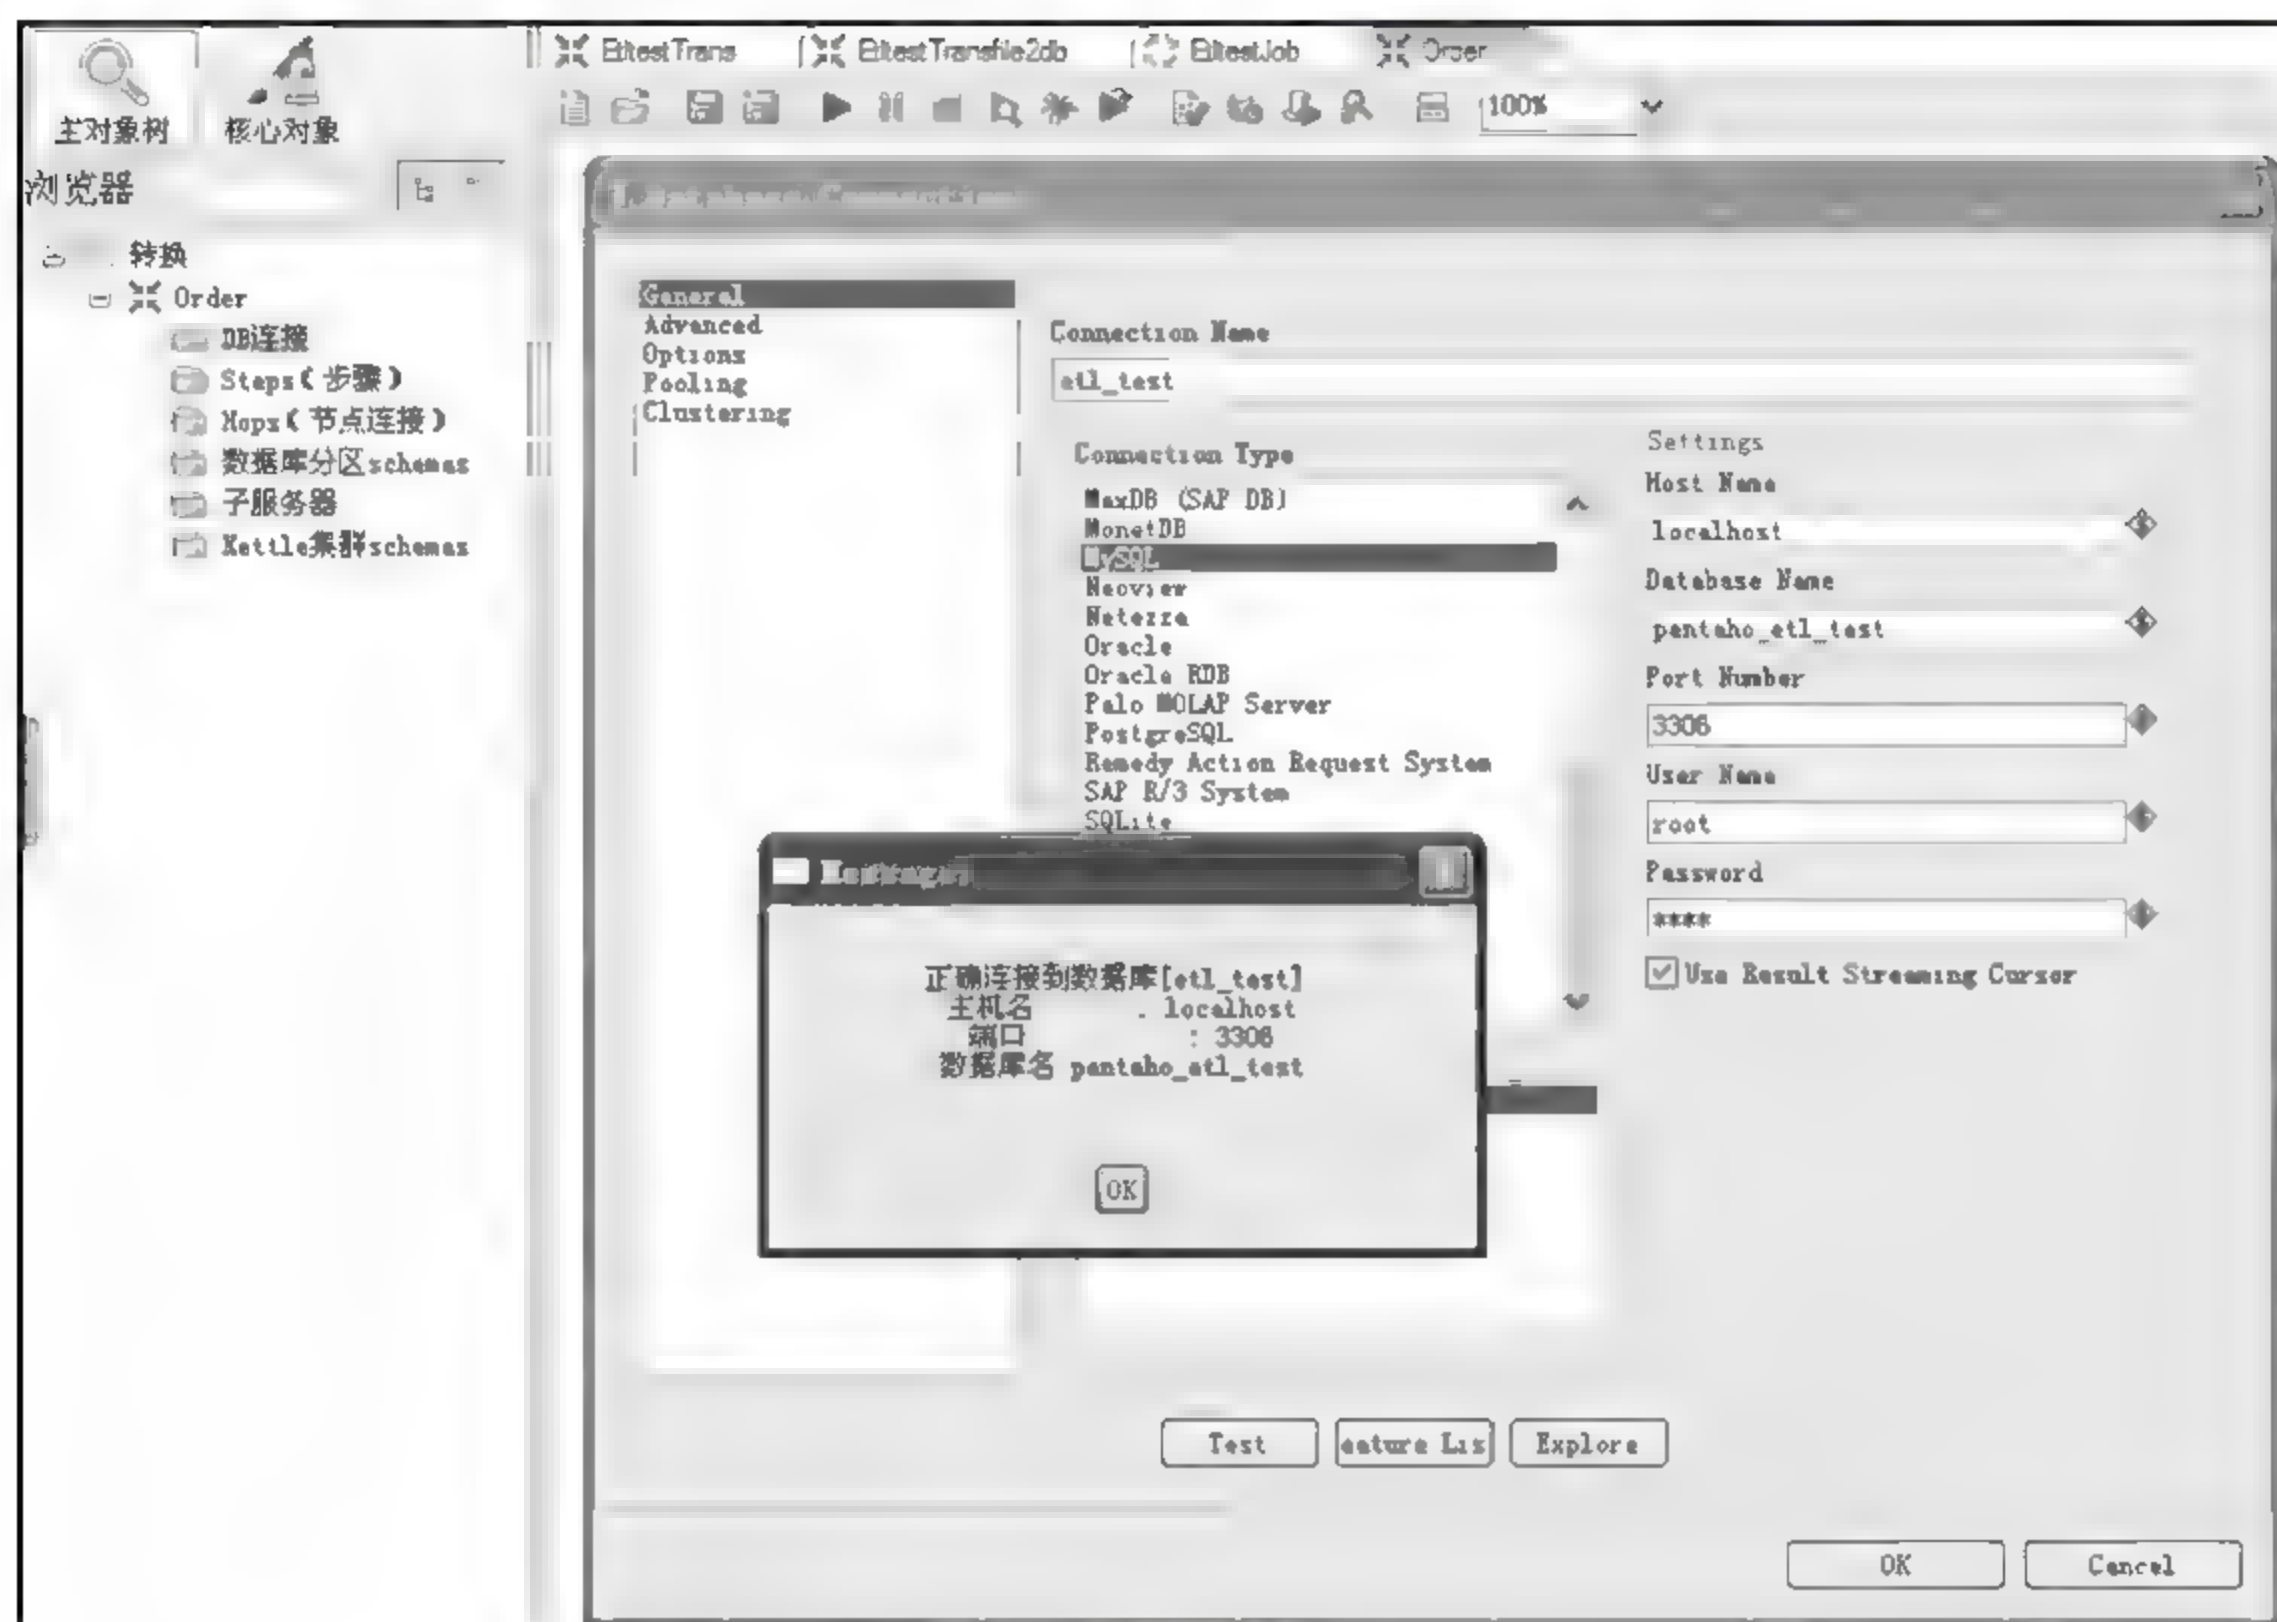 EtltestTrans
EtltestTransfile2db
EtltestJob
Order
主对象树
核心对象
100%
浏览器
转换
Order
DB连接
Steps(步骤)
Hops(节点连接)
数据库分区schemas
子服务器
Kettle集群schemas
Database Connection
General
Advanced
Options
Pooling
Clustering
Connection Name
etl_test
Connection Type
MaxDB (SAP DB)
MonetDB
MySQL
Neoview
Netezza
Oracle
Oracle RDB
Palo MOLAP Server
PostgreSQL
Remedy Action Request System
SAP R/3 System
SQLite
Settings
Host Name
localhost
Database Name
pentaho_etl_test
Port Number
3306
User Name
root
Password
****
Use Result Streaming Cursor
正确连接到数据库[etl_test]
主机名 : localhost
端口 : 3306
数据库名 pentaho_etl_test
OK
Test
eature Lis
Explore
OK
Cancel